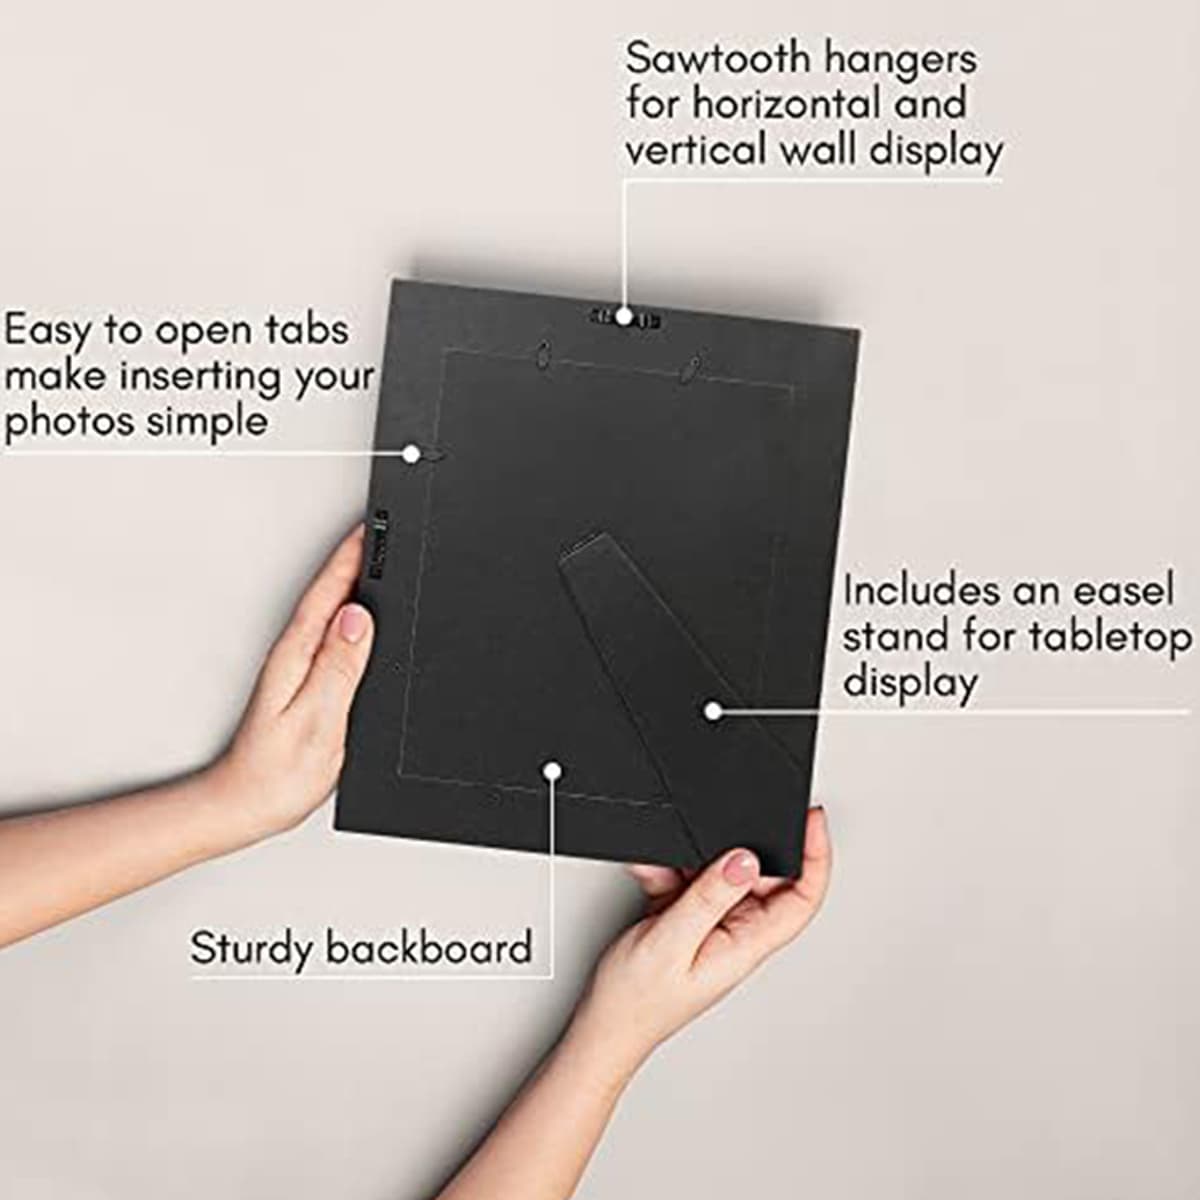 Sawtooth hangers
for horizontal and
vertical wall display
Easy to open tabs
make inserting your
photos simple
Includes an easel
stand for tabletop
display
Sturdy backboard